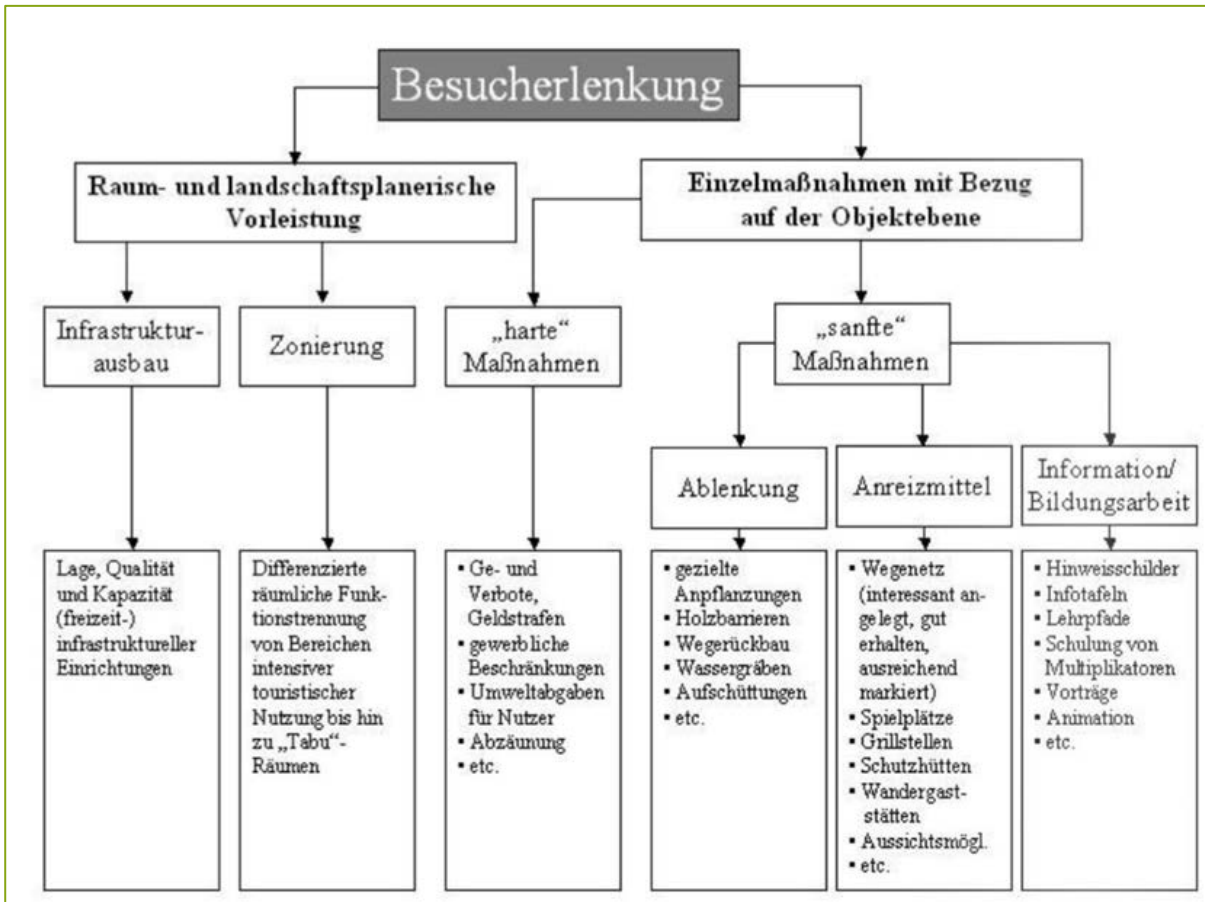 Besucherlenkung
Raum- und landschaftsplanerische
Vorleistung
Einzelmaßnahmen mit Bezug
auf der Objektebene
Infrastruktur-
ausbau
Zonierung
„harte“
Maßnahmen
„sanfte“
Maßnahmen
Ablenkung
Anreizmittel
Information/
Bildungsarbeit
Lage, Qualität
und Kapazität
(freizeit-)
infrastruktureller
Einrichtungen
Differenzierte
räumliche Funk-
tionstrennung
von Bereichen
intensiver
touristischer
Nutzung bis hin
zu „Tabu“-
Räumen
▪ Ge- und
Verbote,
Geldstrafen
▪ gewerbliche
Beschränkungen
▪ Umweltabgaben
für Nutzer
▪ Abzäunung
▪ etc.
▪ gezielte
Anpflanzungen
▪ Holzbarrieren
▪ Wegerückbau
▪ Wassergräben
▪ Aufschüttungen
▪ etc.
▪ Wegenetz
(interessant an-
gelegt, gut
erhalten,
ausreichend
markiert)
▪ Spielplätze
▪ Grillstellen
▪ Schutzhütten
▪ Wandergast-
stätten
▪ Aussichtsmögl.
▪ etc.
▪ Hinweisschilder
▪ Infotafeln
▪ Lehrpfade
▪ Schulung von
Multiplikatoren
▪ Vorträge
▪ Animation
▪ etc.